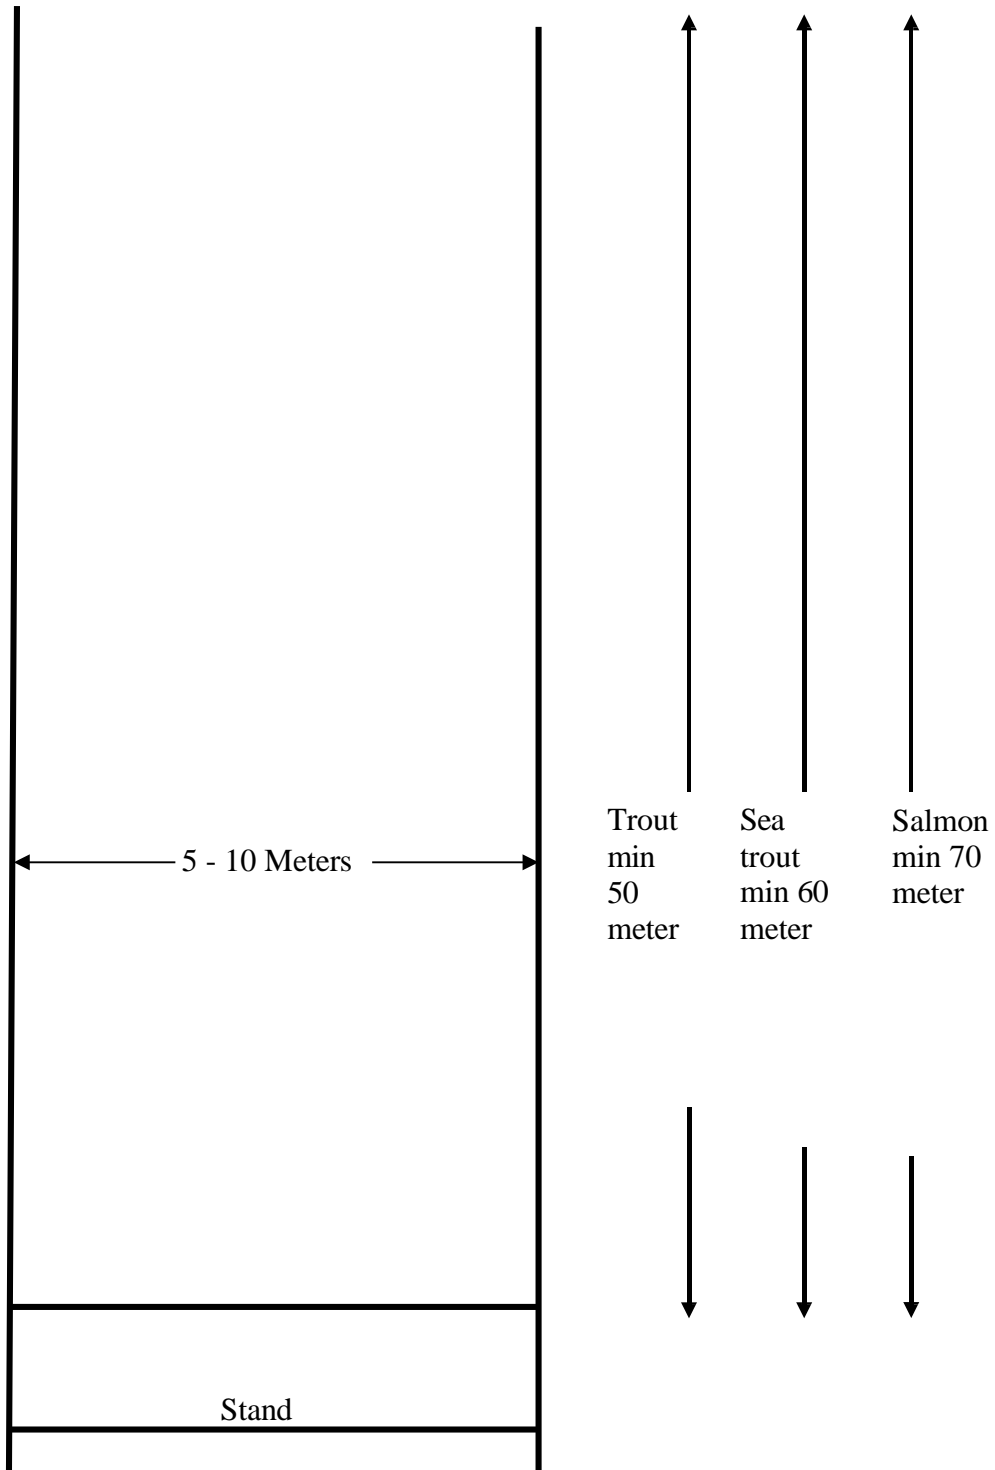 5 - 10 Meters
Trout
min
50
meter
Sea
trout
min 60
meter
Salmon
min 70
meter
Stand